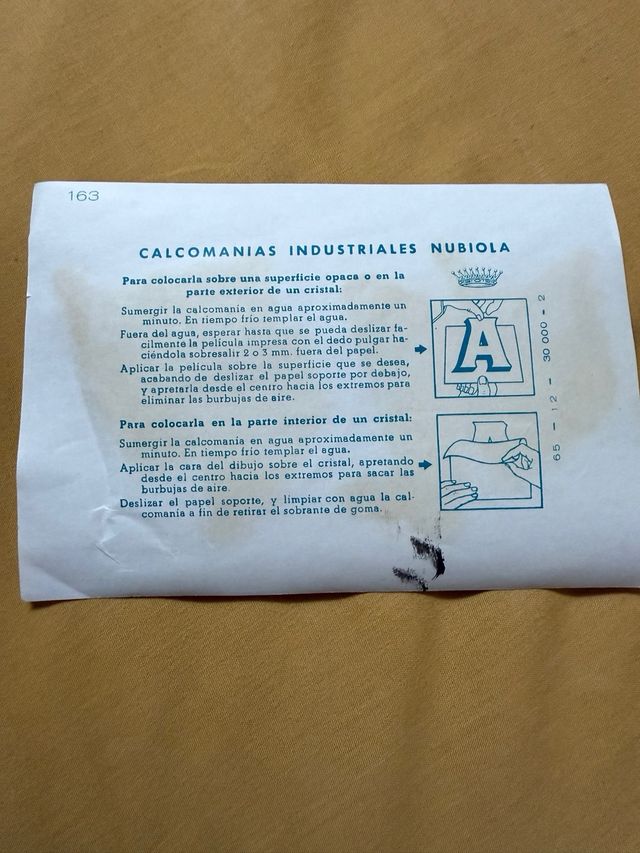 163
CALCOMANIAS INDUSTRIALES NUBIOLA
Para colocarla sobre una superficie opaca o en la
parte exterior de un cristal:
Sumergir la calcomanía en agua aproximadamente un
minuto. En tiempo frío templar el agua.
Fuera del agua, esperar hasta que se pueda deslizar fa-
cilmente la película impresa con el dedo pulgar ha-
ciéndola sobresalir 2 o 3 mm. fuera del papel.
Aplicar la película sobre la superficie que se desea,
acabando de deslizar el papel soporte por debajo,
y apretarla desde el centro hacia los extremos para
eliminar las burbujas de aire.
Para colocarla en la parte interior de un cristal:
Sumergir la calcomanía en agua aproximadamente un
minuto. En tiempo frío templar el agua.
Aplicar la cara del dibujo sobre el cristal, apretando
desde el centro hacia los extremos para sacar las
burbujas de aire.
Deslizar el papel soporte, y limpiar con agua la cal-
comanía a fin de retirar el sobrante de goma.
A
A
65 - 12 - 30 000 - 2